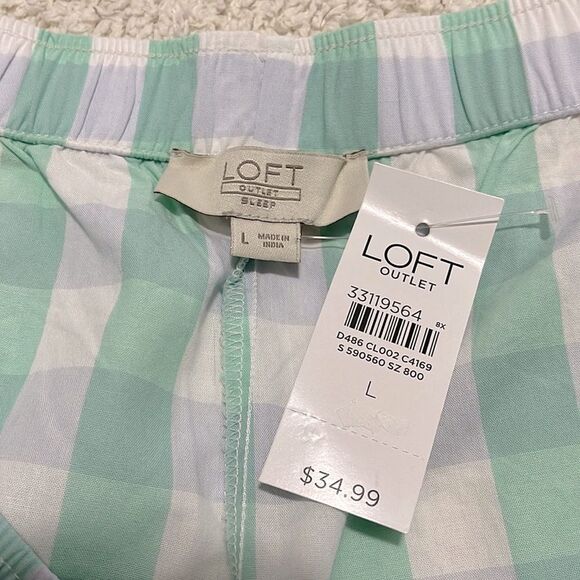 LOFT
OUTLET
SLEEP
L MADE IN
INDIA
LOFT
OUTLET
33119564 8X
D486 CL002 C4169
S 590560 SZ 800
L
$34.99